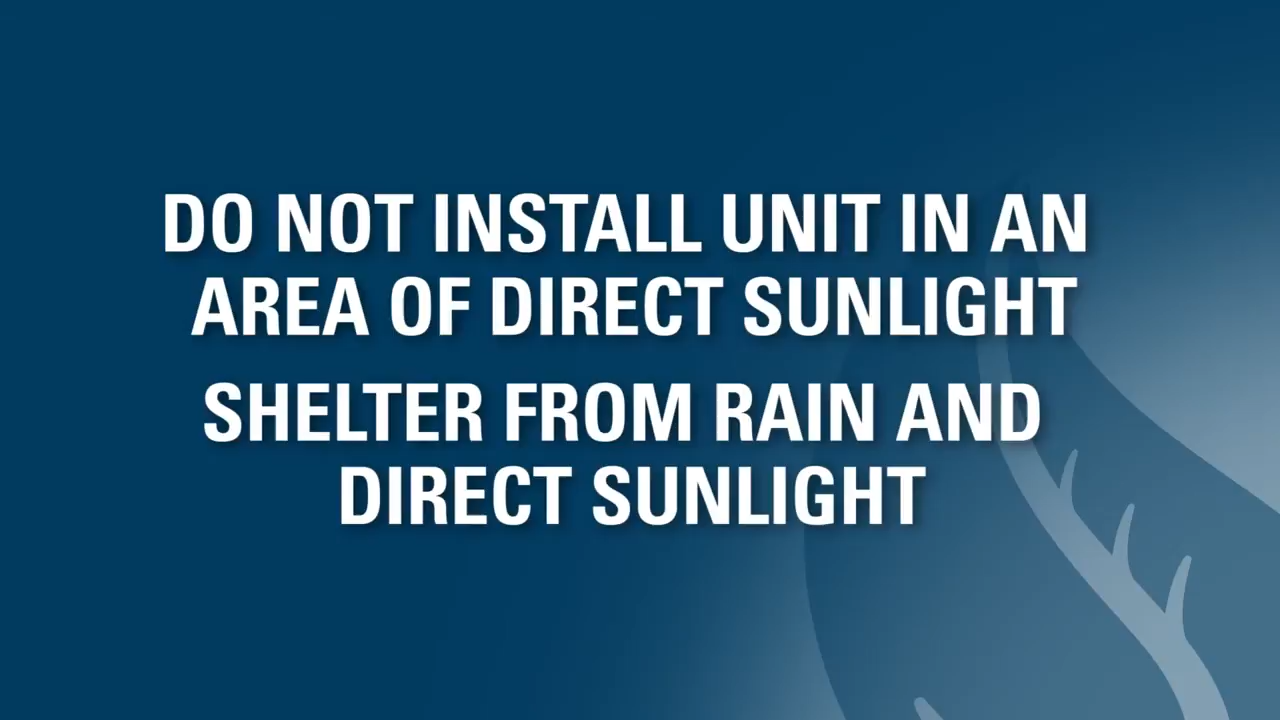 DO NOT INSTALL UNIT IN AN
AREA OF DIRECT SUNLIGHT
SHELTER FROM RAIN AND
DIRECT SUNLIGHT